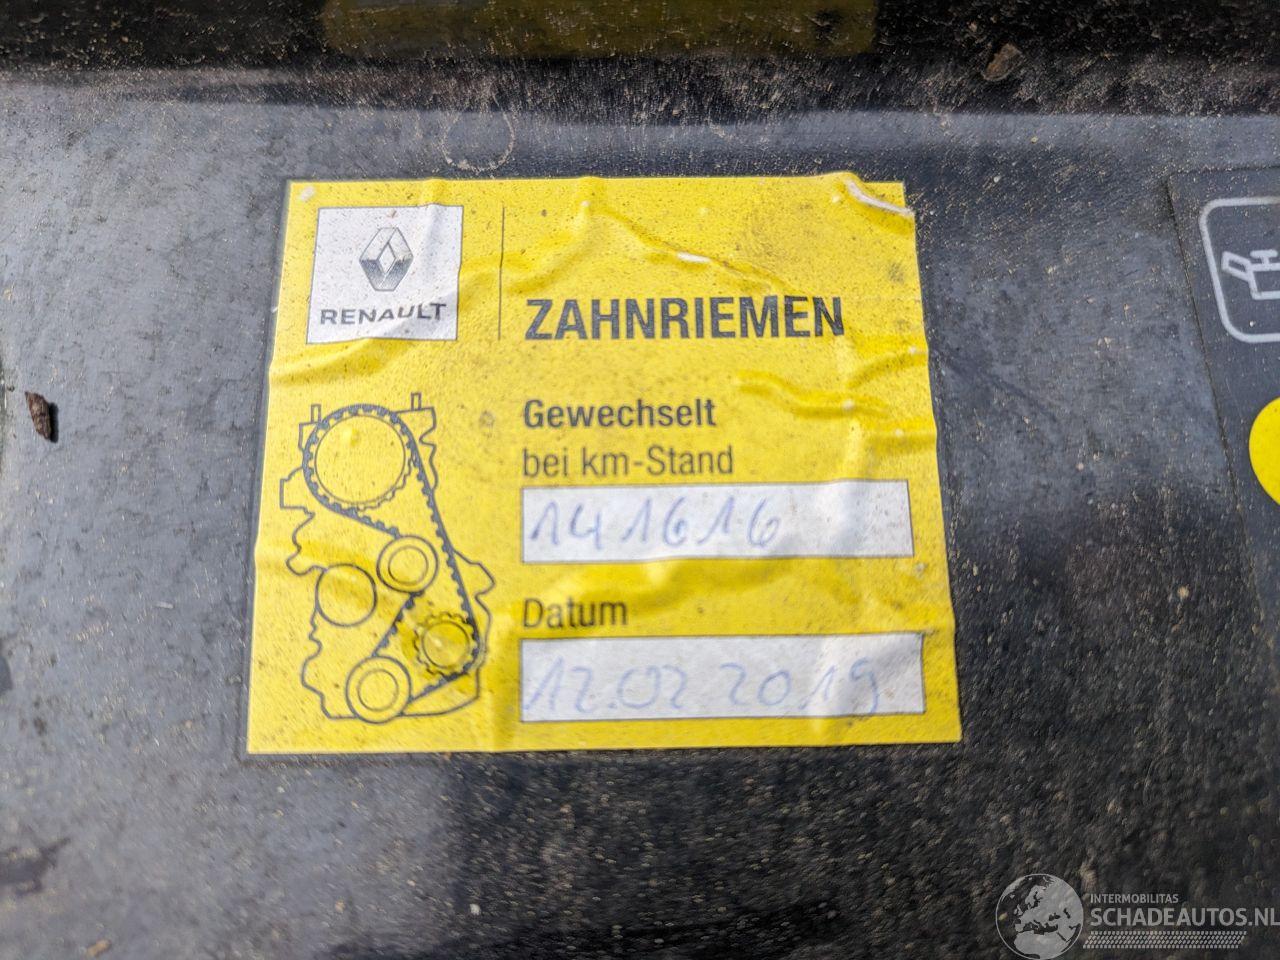 RENAULT
ZAHNRIEMEN
Gewechselt
bei km-Stand
141616
Datum
12.02 2019
INTERMOBILITAS
SCHADEAUTOS.NL